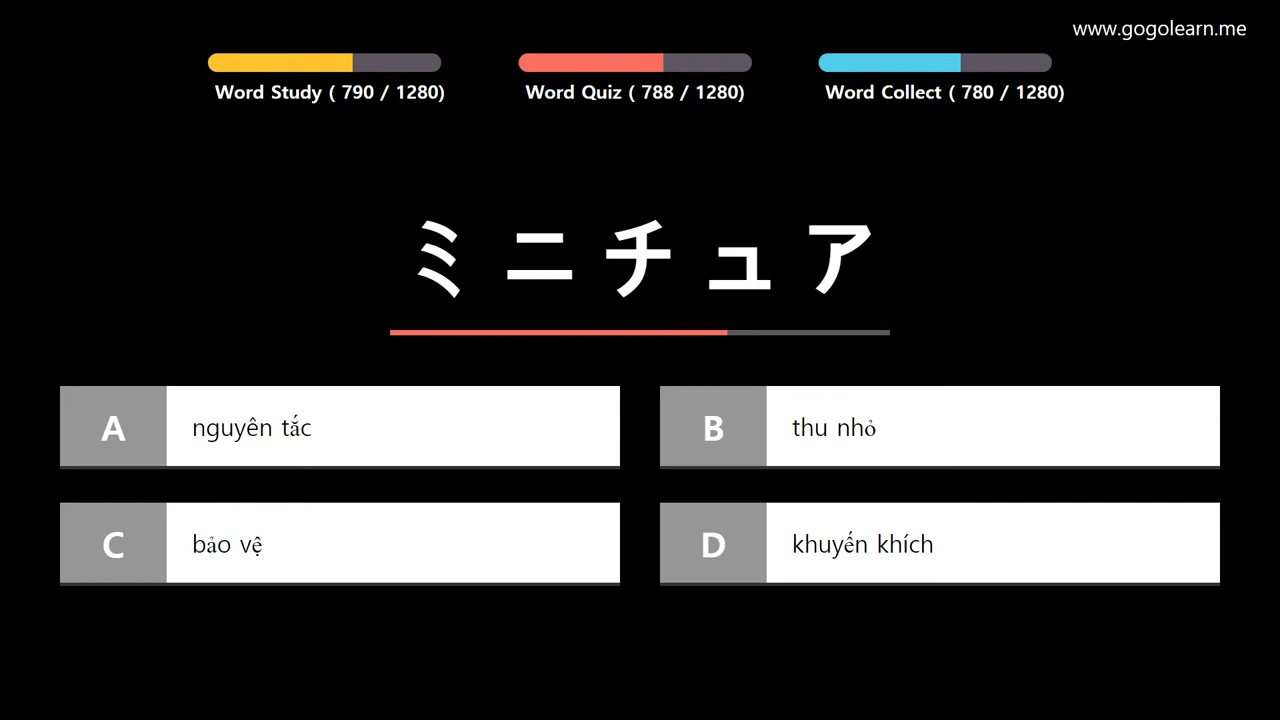 www.gogolearn.me
Word Study ( 790 / 1280)
Word Quiz ( 788 / 1280)
Word Collect ( 780 / 1280)
ミニチュア
A nguyên tắc
B thu nhỏ
C bảo vệ
D khuyến khích